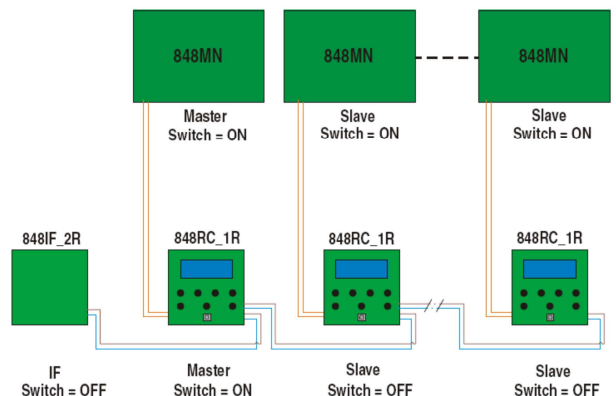 848MN
848MN
848MN
Master
Switch = ON
Slave
Switch = ON
Slave
Switch = ON
848IF_2R
848RC_1R
848RC_1R
848RC_1R
IF
Switch = OFF
Master
Switch = ON
Slave
Switch = OFF
Slave
Switch = OFF